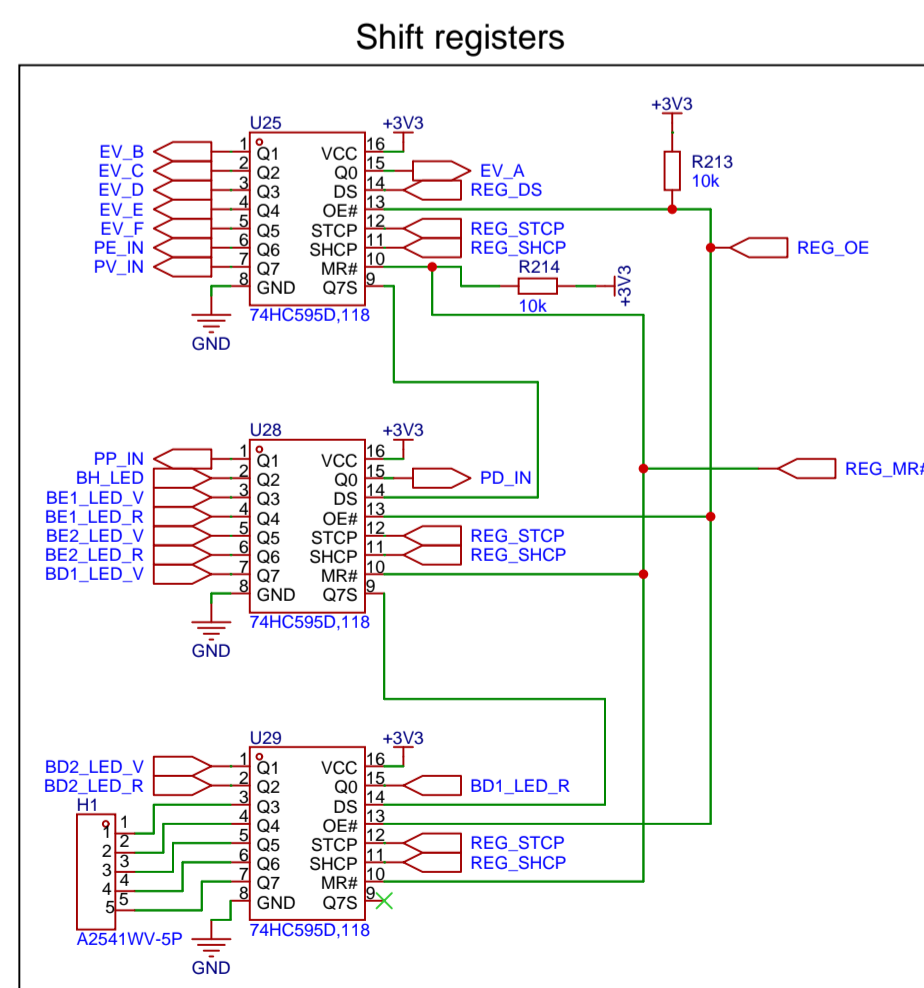 Shift registers
+3V3
R213
10k
REG_OE
U25
+3V3
EV_B 1 Q1 VCC 16
EV_C 2 Q2 Q0 15 EV_A
EV_D 3 Q3 DS 14 REG_DS
EV_E 4 Q4 OE# 13
EV_F 5 Q5 STCP 12 REG_STCP
PE_IN 6 Q6 SHCP 11 REG_SHCP
PV_IN 7 Q7 MR# 10
8 GND Q7S 9
R214
10k
+3V3
GND
74HC595D,118
U28
+3V3
PP_IN 1 Q1 VCC 16
BH_LED 2 Q2 Q0 15 PD_IN
BE1_LED_V 3 Q3 DS 14
BE1_LED_R 4 Q4 OE# 13
BE2_LED_V 5 Q5 STCP 12 REG_STCP
BE2_LED_R 6 Q6 SHCP 11 REG_SHCP
BD1_LED_V 7 Q7 MR# 10
8 GND Q7S 9
REG_MR#
GND
74HC595D,118
U29
+3V3
BD2_LED_V 1 Q1 VCC 16
BD2_LED_R 2 Q2 Q0 15 BD1_LED_R
3 Q3 DS 14
4 Q4 OE# 13
5 Q5 STCP 12 REG_STCP
6 Q6 SHCP 11 REG_SHCP
7 Q7 MR# 10
8 GND Q7S 9
H1
1 1
2 2
3 3
4 4
5 5
A2541WV-5P
GND
74HC595D,118